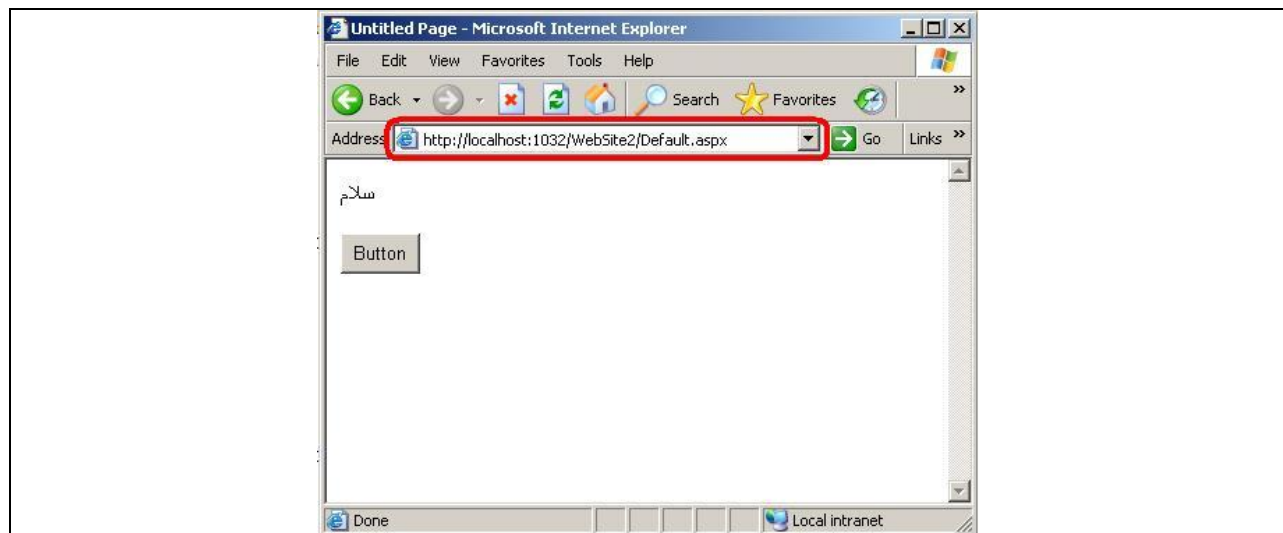 Untitled Page - Microsoft Internet Explorer
File Edit View Favorites Tools Help
Back Search Favorites »
Address http://localhost:1032/WebSite2/Default.aspx Go Links »
سلام
Button
Done Local intranet